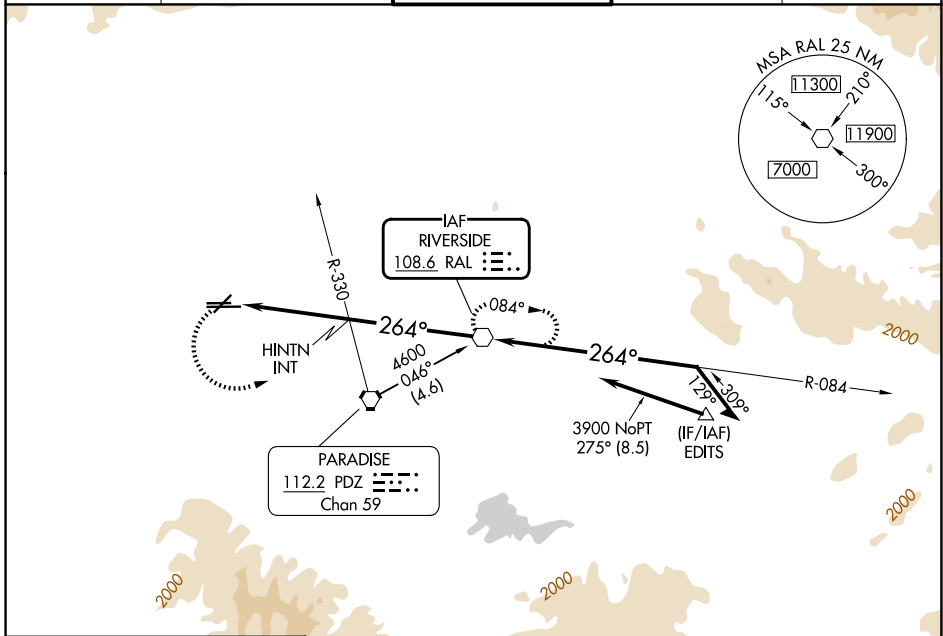 MSA RAL 25 NM
11300
115°
210°
11900
7000
300°
IAF
RIVERSIDE
108.6 RAL
R-330
084°
264°
264°
HINTN
INT
4600
046°
(4.6)
309°
129°
R-084
3900 NoPT
275° (8.5)
(IF/IAF)
EDITS
PARADISE
112.2 PDZ
Chan 59
2000
2000
2000
2000